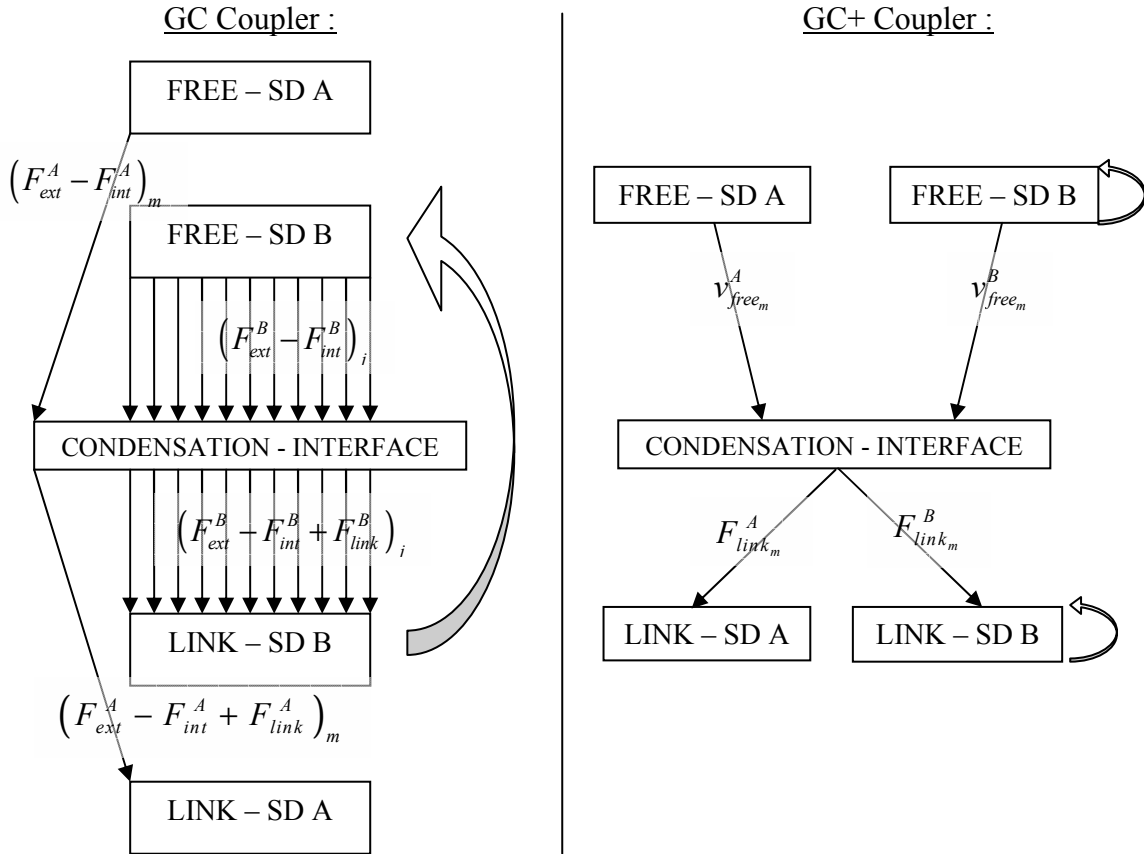 GC Coupler :
FREE – SD A
(F_ext^A − F_int^A)_m
FREE – SD B
(F_ext^B − F_int^B)_j
CONDENSATION - INTERFACE
(F_ext^B − F_int^B + F_link^B)_j
LINK – SD B
(F_ext^A − F_int^A + F_link^A)_m
LINK – SD A
GC+ Coupler :
FREE – SD A
FREE – SD B
v_free_m^A
v_free_m^B
CONDENSATION - INTERFACE
F_link_m^A
F_link_m^B
LINK – SD A
LINK – SD B